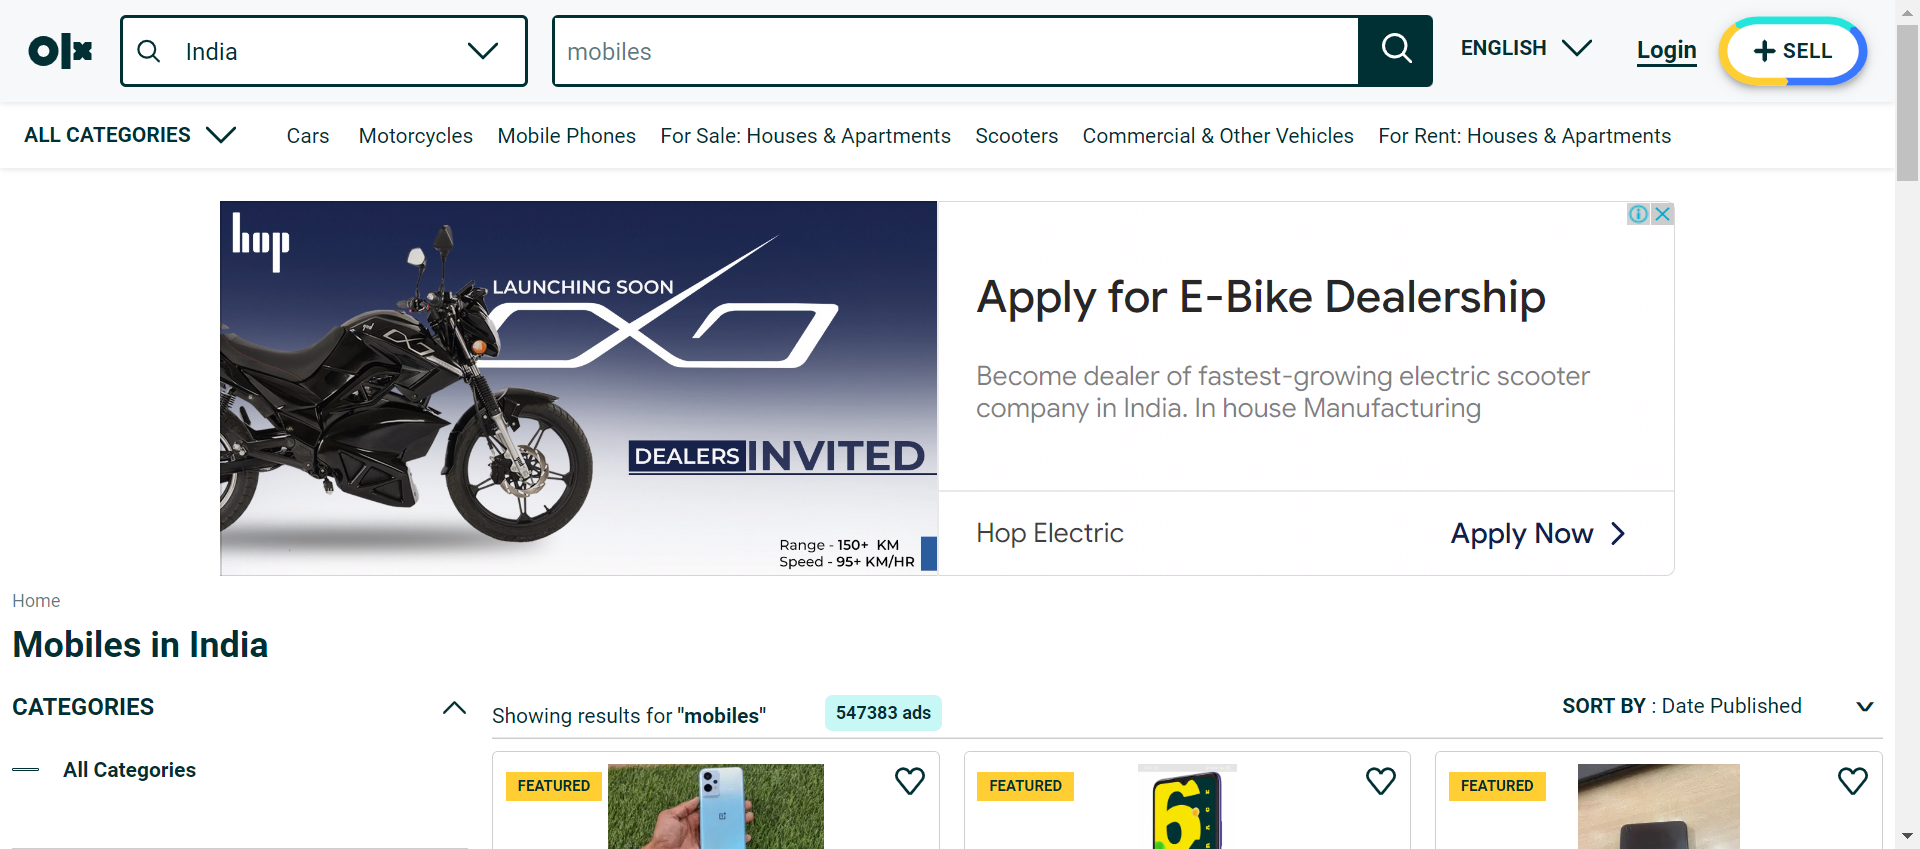 olx
India
mobiles
ENGLISH
Login
SELL
ALL CATEGORIES
Cars
Motorcycles
Mobile Phones
For Sale: Houses & Apartments
Scooters
Commercial & Other Vehicles
For Rent: Houses & Apartments
hop
LAUNCHING SOON
DEALERS INVITED
Range - 150+ KM
Speed - 95+ KM/HR
Apply for E-Bike Dealership
Become dealer of fastest-growing electric scooter
company in India. In house Manufacturing
Hop Electric
Apply Now
Home
Mobiles in India
CATEGORIES
All Categories
Showing results for "mobiles"
547383 ads
SORT BY : Date Published
FEATURED
FEATURED
6
FEATURED